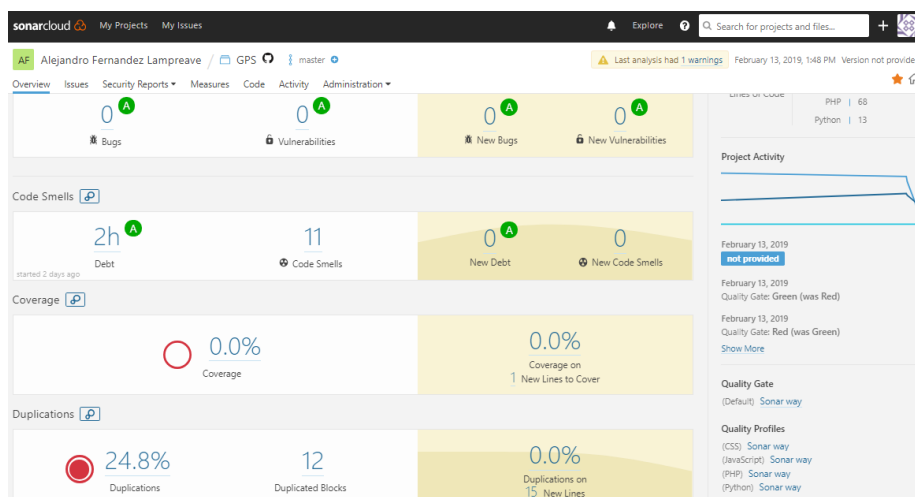 sonarcloud My Projects My Issues Explore Search for projects and files...
AF Alejandro Fernandez Lampreave / GPS master Last analysis had 1 warnings February 13, 2019, 1:48 PM Version not provide
Overview Issues Security Reports Measures Code Activity Administration
0 A
Bugs
0 A
Vulnerabilities
0 A
New Bugs
0 A
New Vulnerabilities
Code Smells
2h A
Debt
started 2 days ago
11
Code Smells
0 A
New Debt
0
New Code Smells
Coverage
0.0%
Coverage
0.0%
Coverage on
1 New Lines to Cover
Duplications
24.8%
Duplications
12
Duplicated Blocks
0.0%
Duplications on
15 New Lines
Lines of Code
PHP | 68
Python | 13
Project Activity
February 13, 2019
not provided
February 13, 2019
Quality Gate: Green (was Red)
February 13, 2019
Quality Gate: Red (was Green)
Show More
Quality Gate
(Default) Sonar way
Quality Profiles
(CSS) Sonar way
(JavaScript) Sonar way
(PHP) Sonar way
(Python) Sonar way